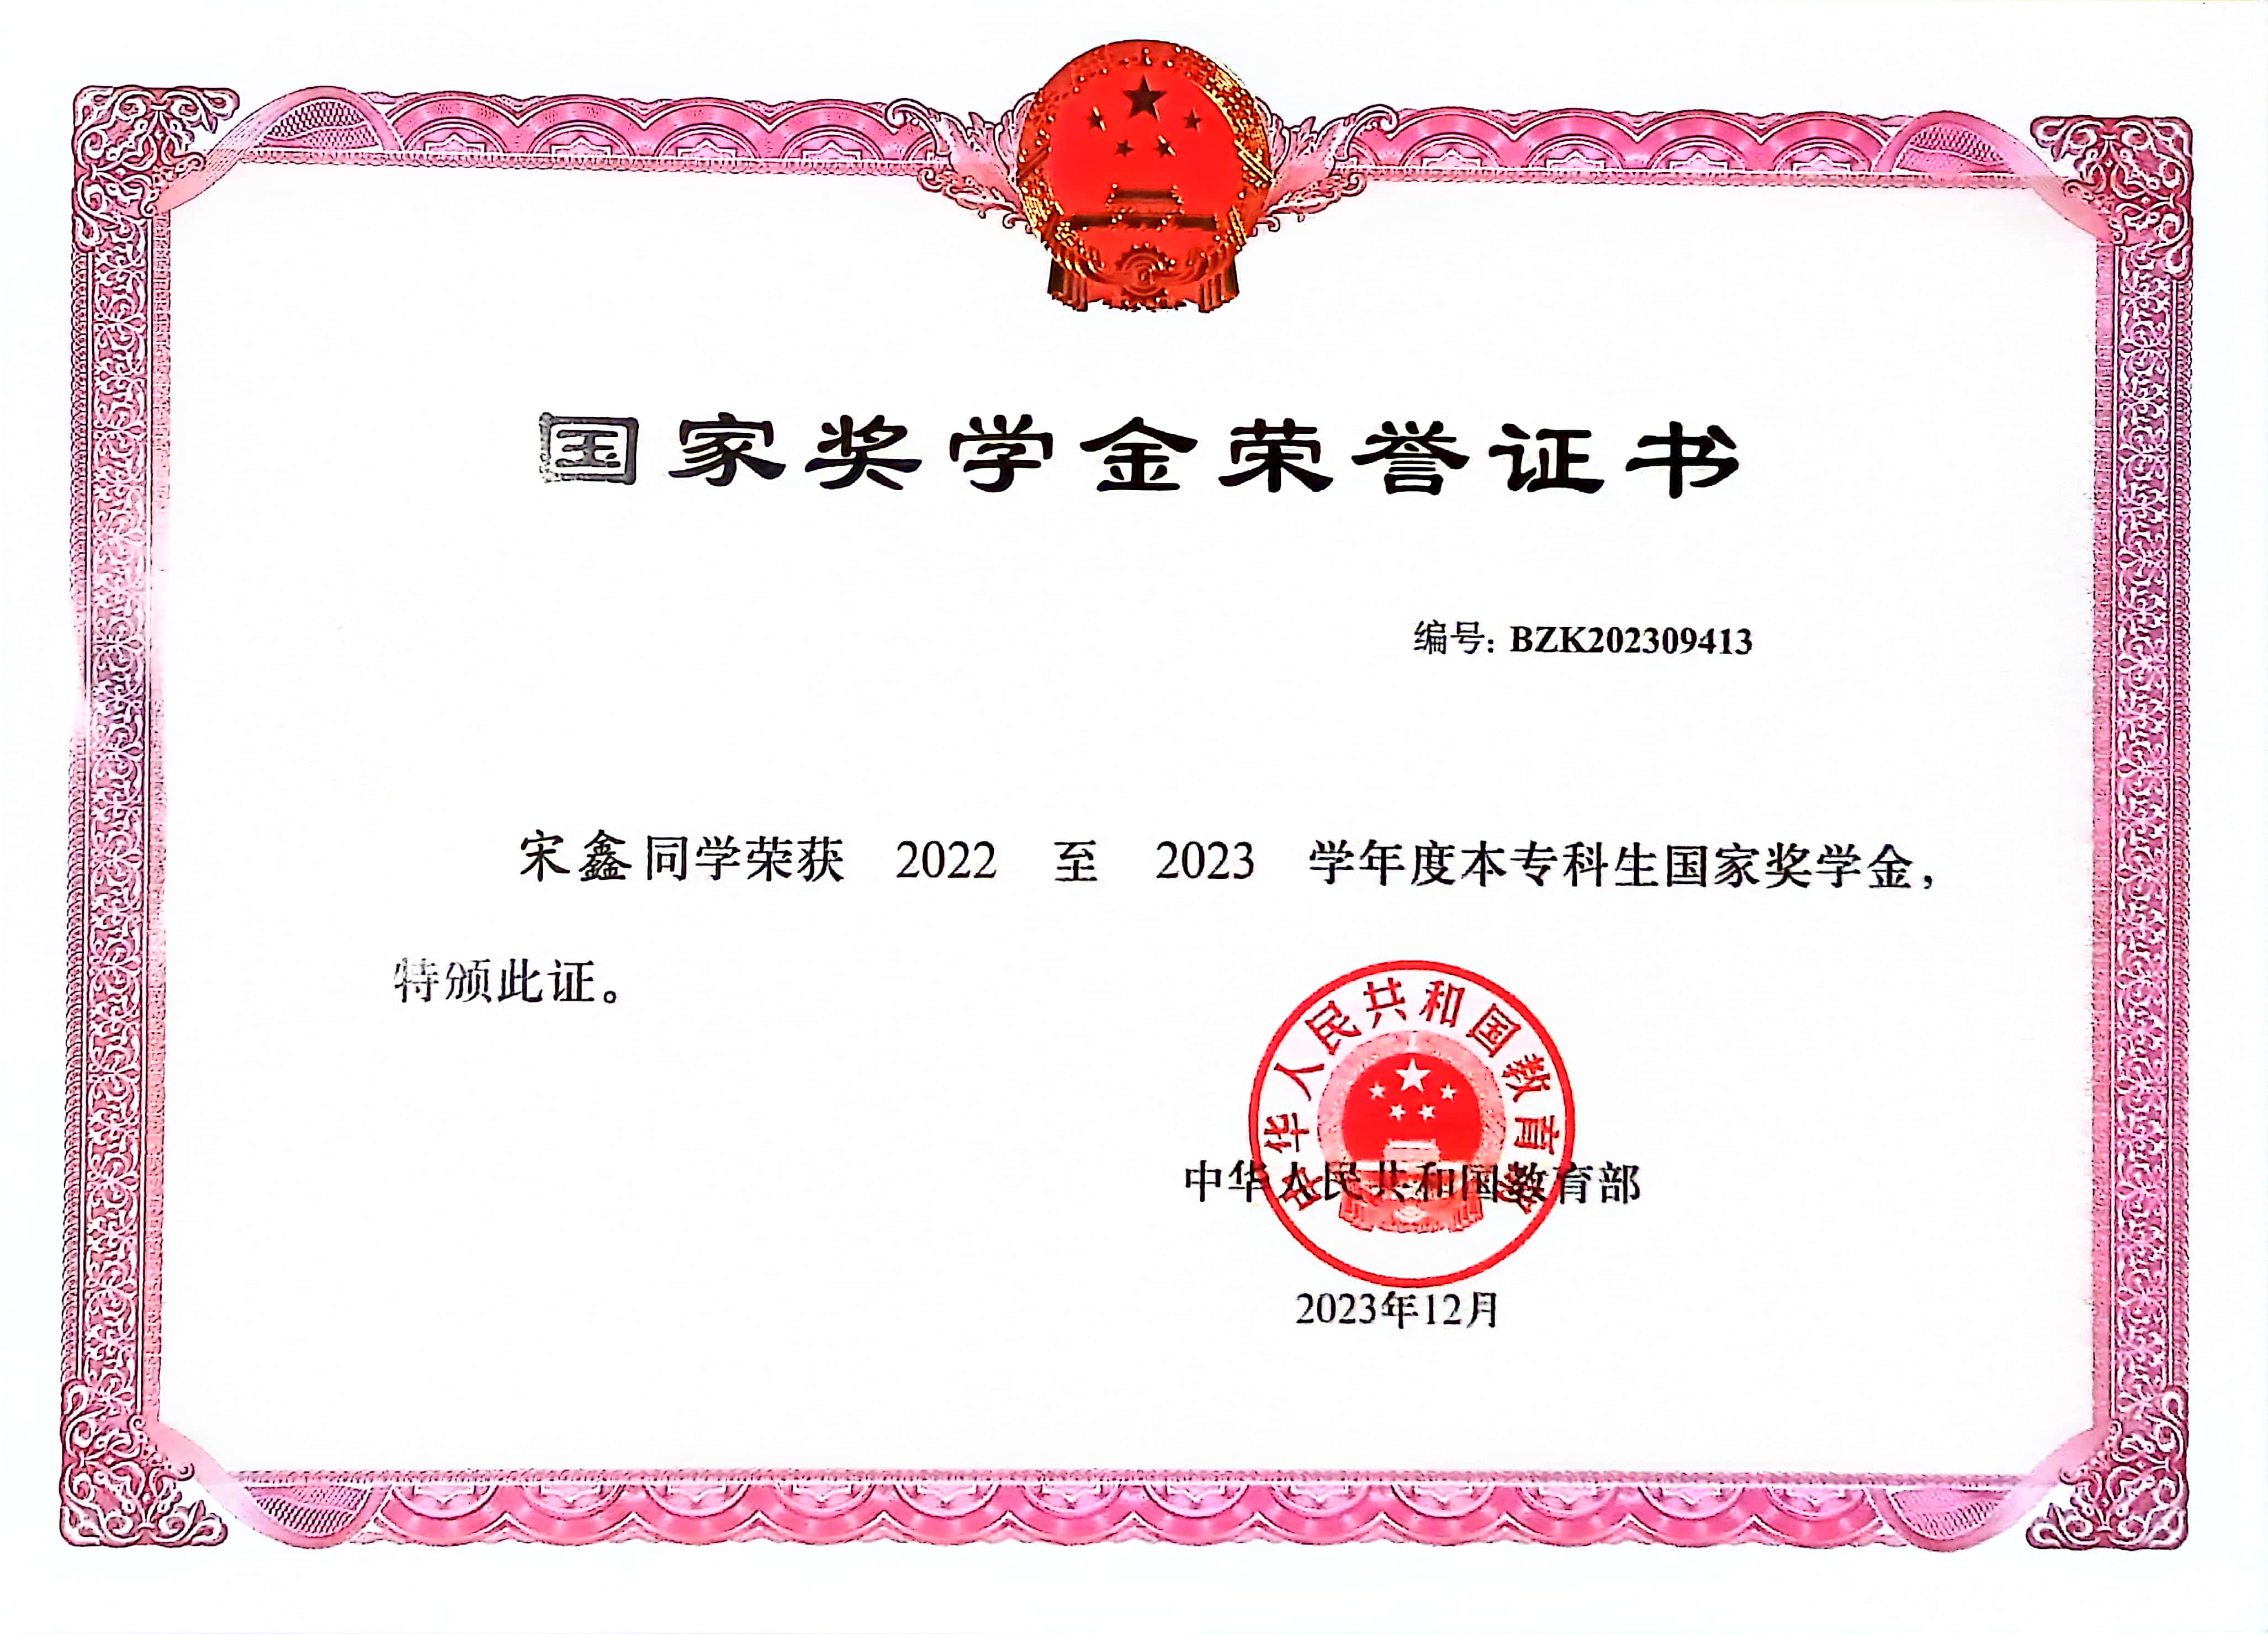 国家奖学金荣誉证书
编号: BZK202309413
宋鑫同学荣获 2022 至 2023 学年度本专科生国家奖学金，
特颁此证。
中华人民共和国教育部
中华人民共和国教育部
2023年12月